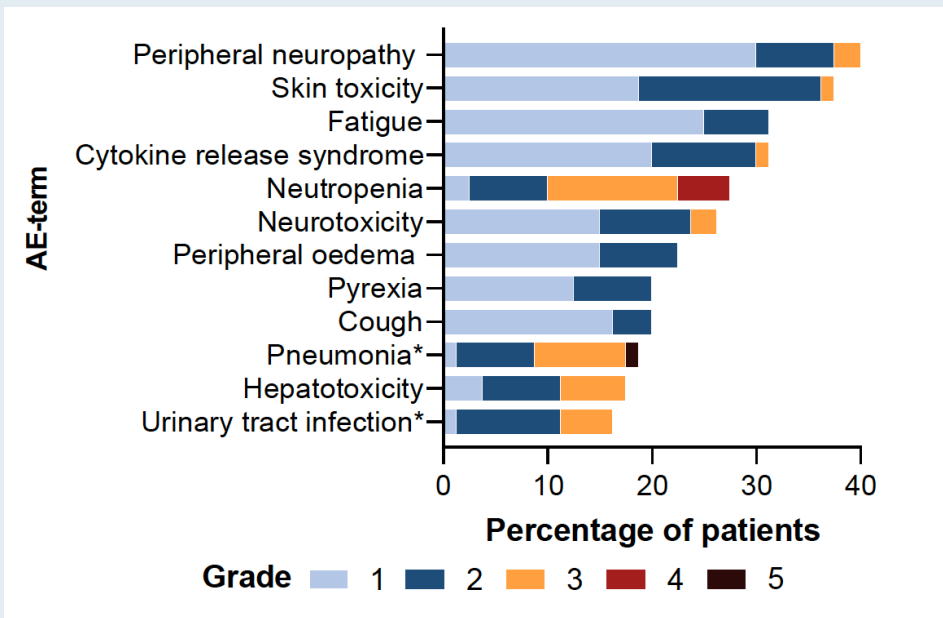 AE-term
Peripheral neuropathy
Skin toxicity
Fatigue
Cytokine release syndrome
Neutropenia
Neurotoxicity
Peripheral oedema
Pyrexia
Cough
Pneumonia*
Hepatotoxicity
Urinary tract infection*
0 10 20 30 40
Percentage of patients
Grade 1 2 3 4 5